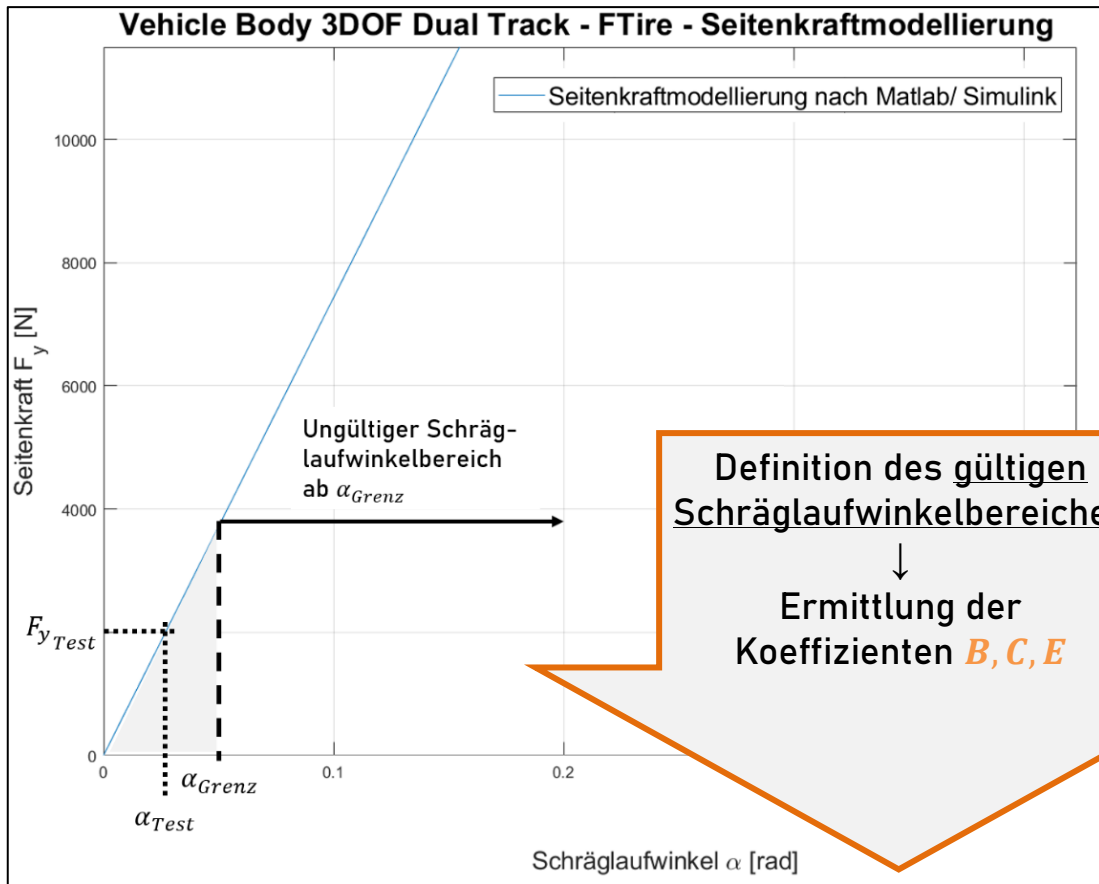 Vehicle Body 3DOF Dual Track - FTire - Seitenkraftmodellierung
Seitenkraftmodellierung nach Matlab/ Simulink
Seitenkraft F_y [N]
10000
8000
6000
4000
0
Ungültiger Schräg-
laufwinkelbereich
ab α_Grenz
F_y_Test
α_Grenz
α_Test
0
0.1
0.2
Schräglaufwinkel α [rad]
Definition des gültigen
Schräglaufwinkelbereiche
↓
Ermittlung der
Koeffizienten B, C, E